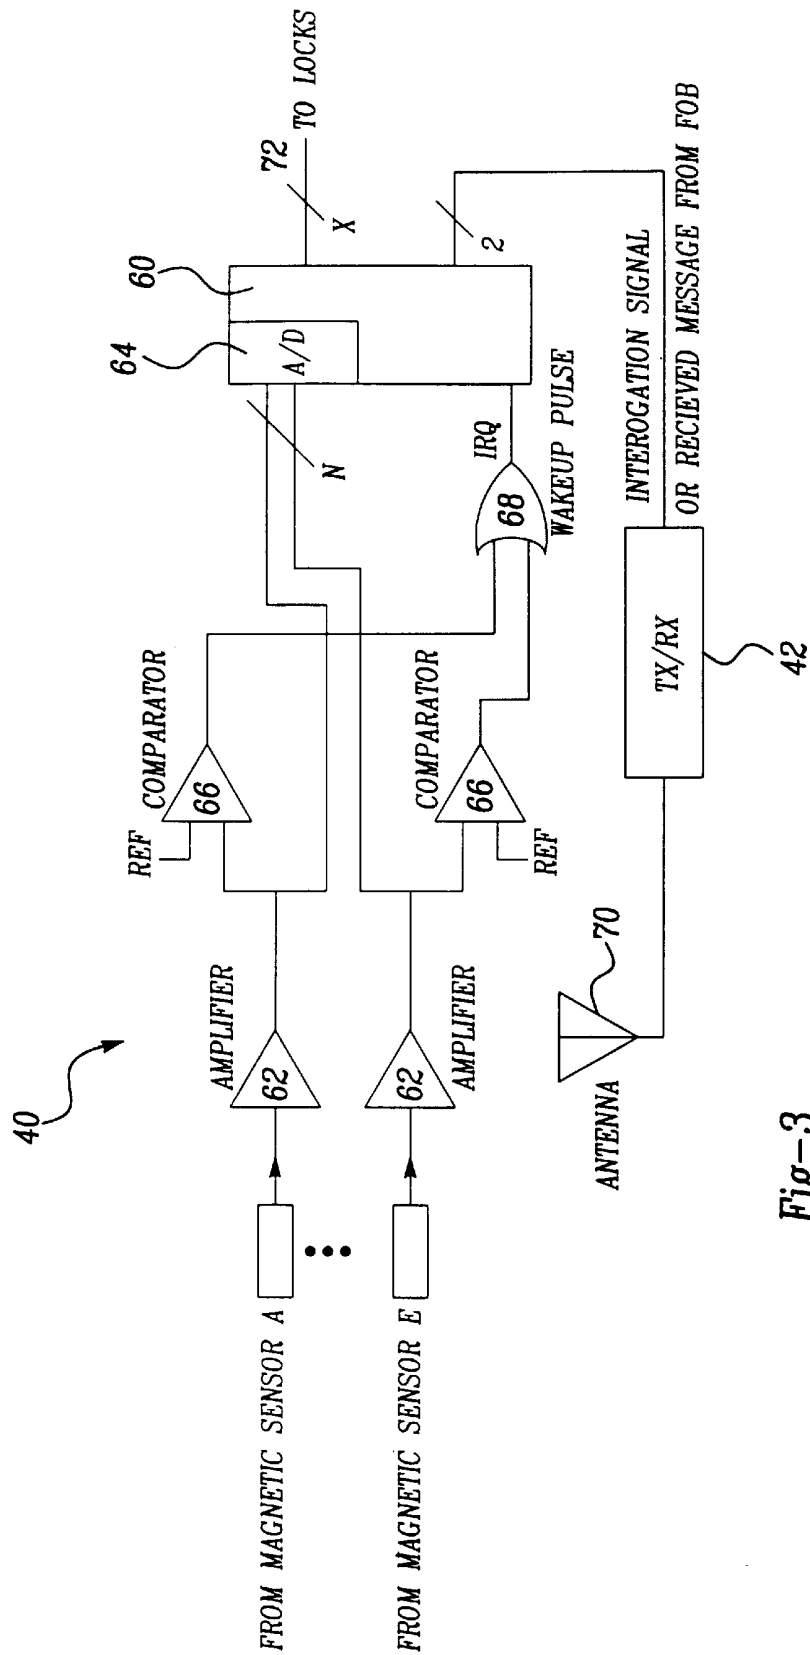 40
FROM MAGNETIC SENSOR A
FROM MAGNETIC SENSOR E
AMPLIFIER
62
62
AMPLIFIER
REF
COMPARATOR
66
COMPARATOR
66
REF
N
64
60
A/D
72
X
TO LOCKS
IRQ
68
WAKEUP PULSE
2
ANTENNA
70
TX/RX
42
INTEROGATION SIGNAL
OR RECIEVED MESSAGE FROM FOB
Fig-3